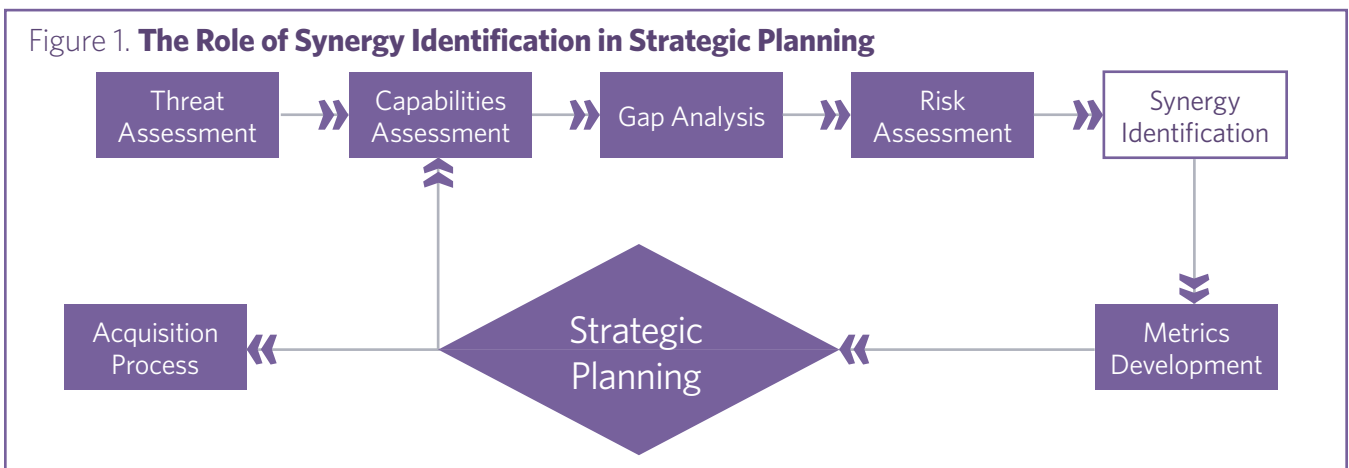 Figure 1. The Role of Synergy Identification in Strategic Planning
Threat
Assessment
Capabilities
Assessment
Gap Analysis
Risk
Assessment
Synergy
Identification
Acquisition
Process
Strategic
Planning
Metrics
Development